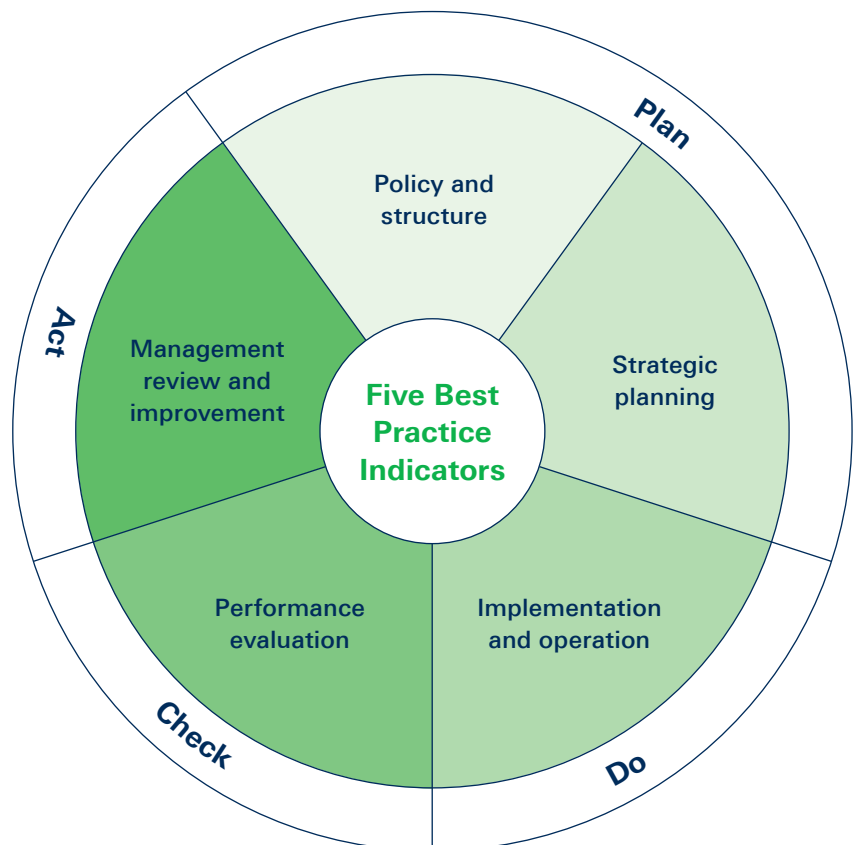 Plan
Policy and
structure
Strategic
planning
Implementation
and operation
Do
Performance
evaluation
Check
Management
review and
improvement
Act
Five Best
Practice
Indicators